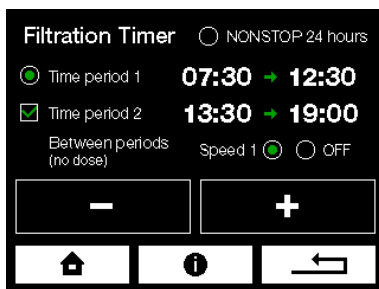 Filtration Timer NONSTOP 24 hours
Time period 1 07:30 → 12:30
Time period 2 13:30 → 19:00
Between periods Speed 1 OFF
(no dose)
− +
i